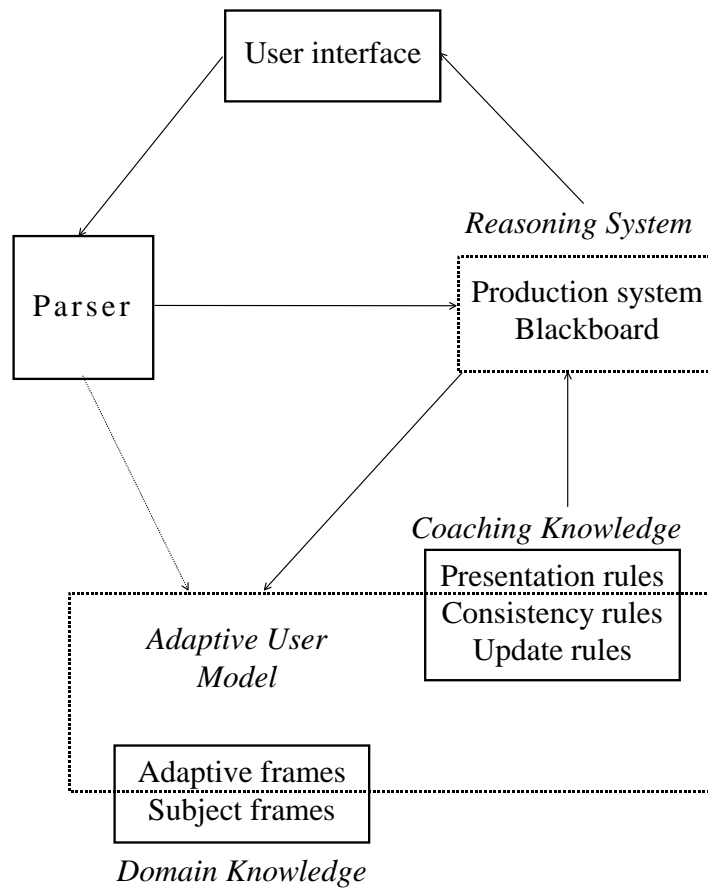 User interface
Reasoning System
Parser
Production system
Blackboard
Coaching Knowledge
Presentation rules
Consistency rules
Update rules
Adaptive User
Model
Adaptive frames
Subject frames
Domain Knowledge